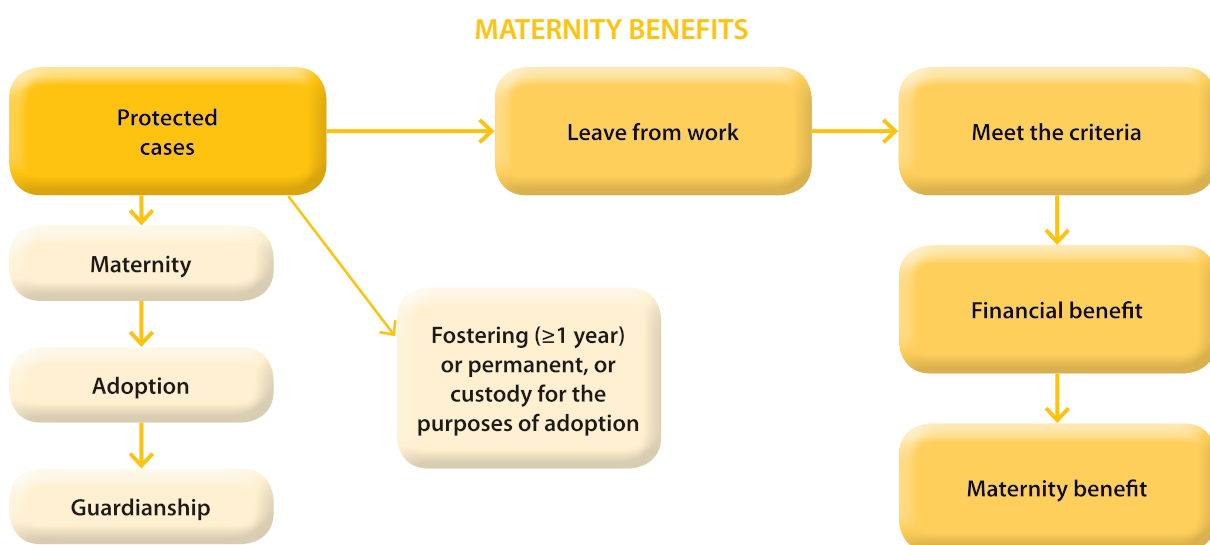 MATERNITY BENEFITS
Protected
cases
Leave from work
Meet the criteria
Maternity
Adoption
Guardianship
Fostering (≥1 year)
or permanent, or
custody for the
purposes of adoption
Financial benefit
Maternity benefit